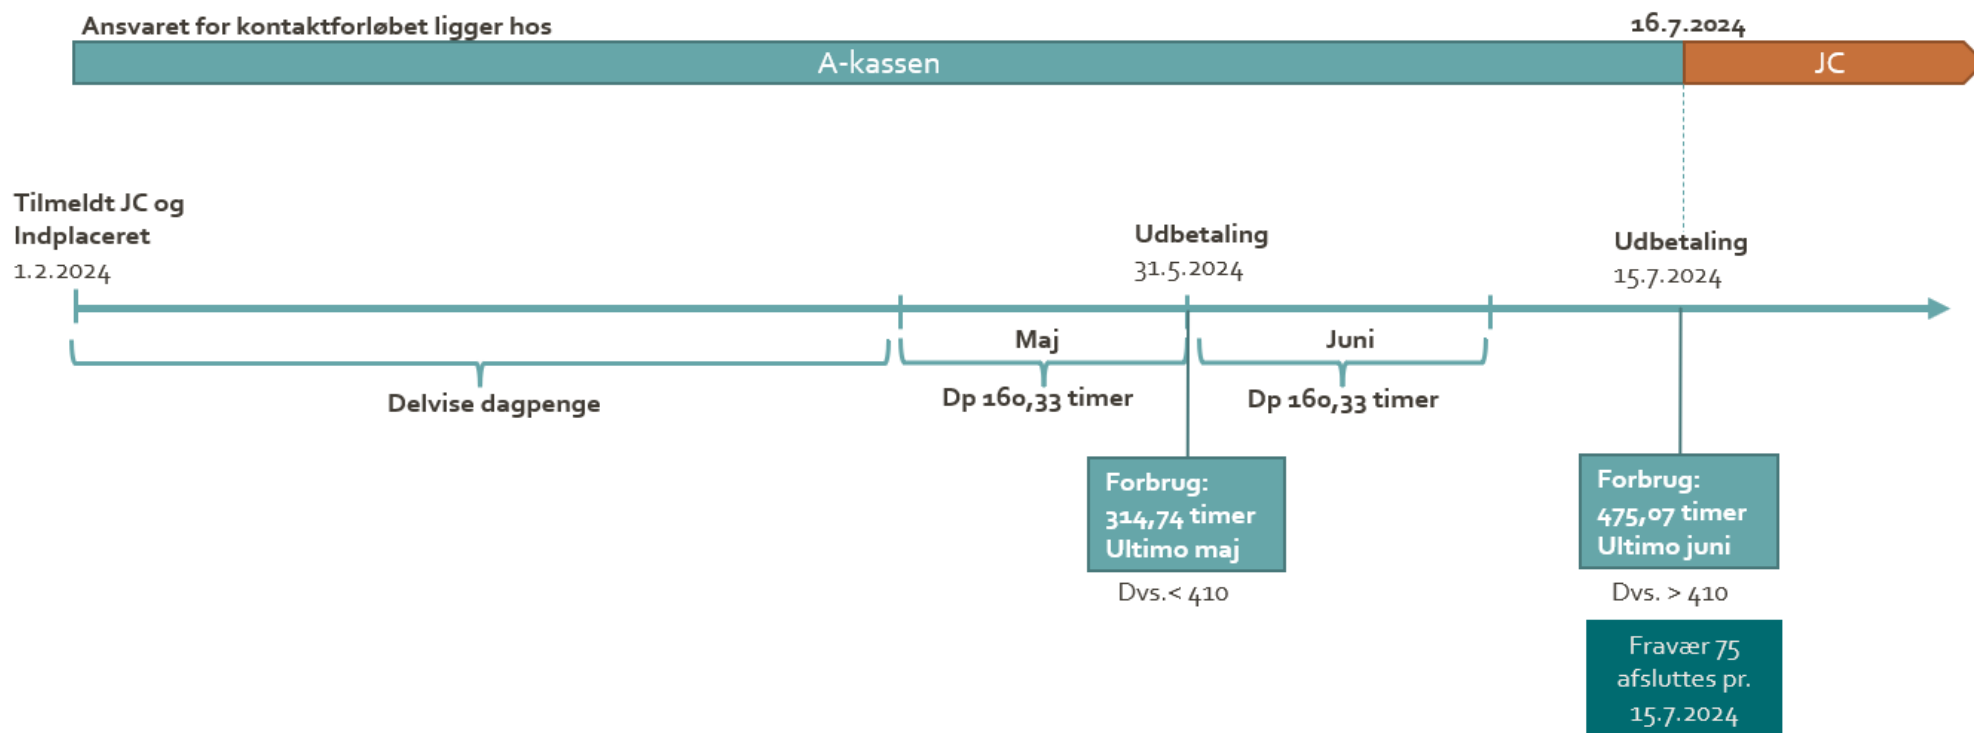 Ansvaret for kontaktforløbet ligger hos
16.7.2024
A-kassen
JC
Tilmeldt JC og
Indplaceret
1.2.2024
Udbetaling
31.5.2024
Udbetaling
15.7.2024
Maj
Juni
Delvise dagpenge
Dp 160,33 timer
Dp 160,33 timer
Forbrug:
314,74 timer
Ultimo maj
Dvs.< 410
Forbrug:
475,07 timer
Ultimo juni
Dvs. > 410
Fravær 75
afsluttes pr.
15.7.2024